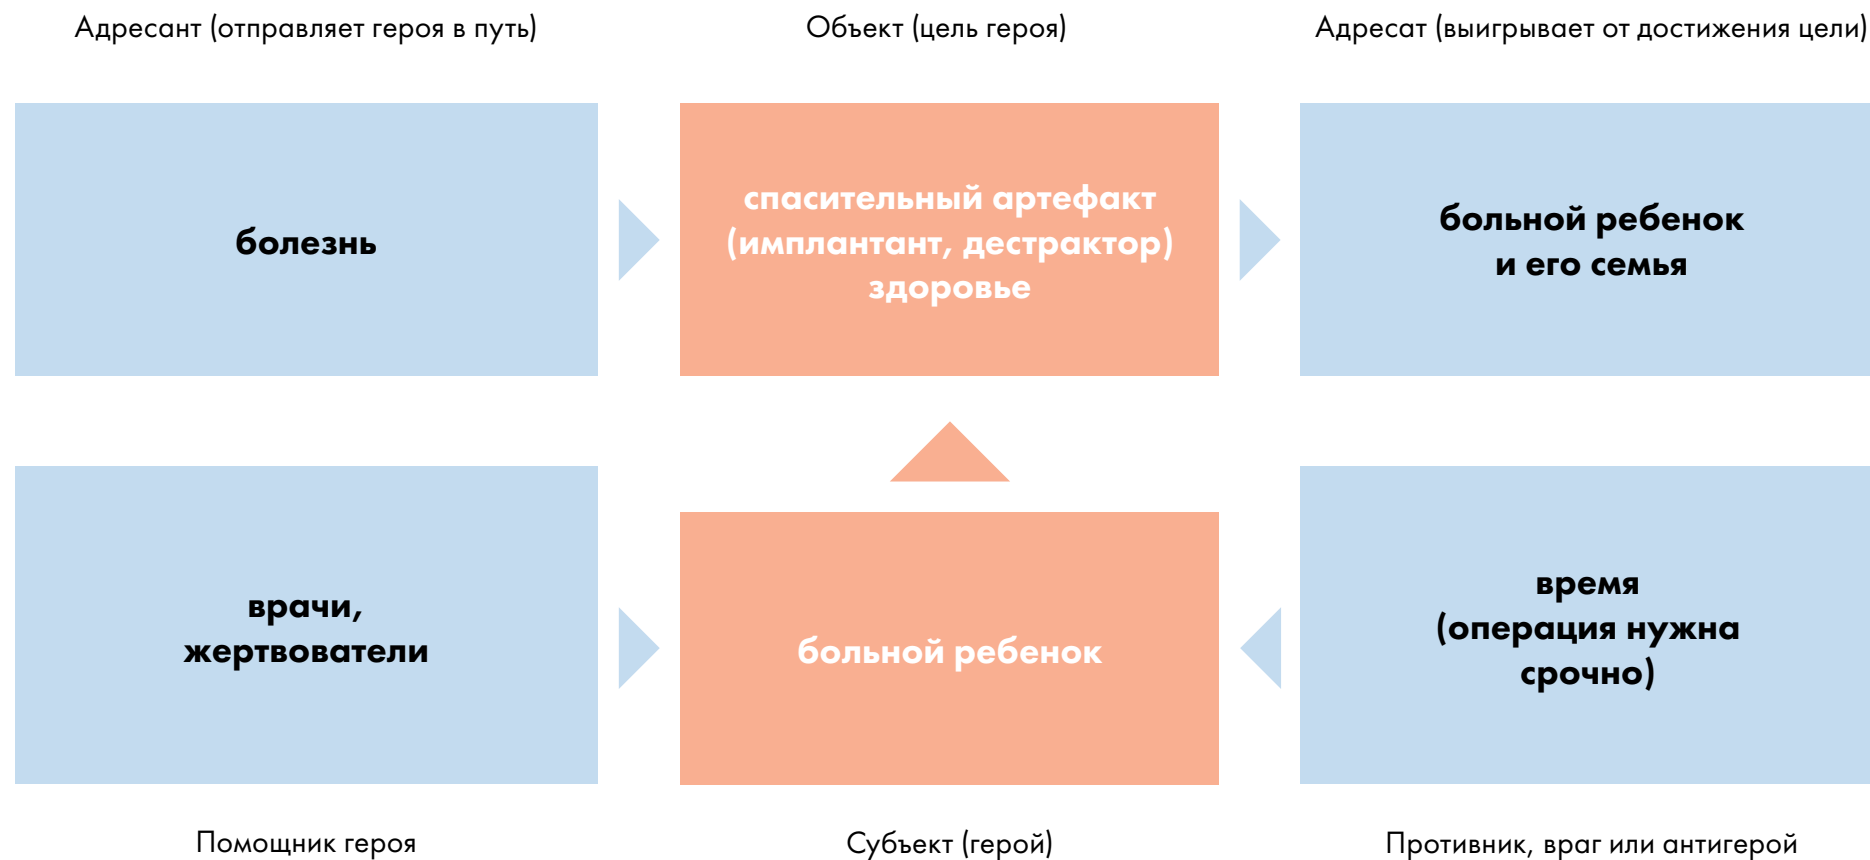 Адресант (отправляет героя в путь)
Объект (цель героя)
Адресат (выигрывает от достижения цели)
болезнь
спасительный артефакт
(имплантант, дестрактор)
здоровье
больной ребенок
и его семья
врачи,
жертвователи
больной ребенок
время
(операция нужна
срочно)
Помощник героя
Субъект (герой)
Противник, враг или антигерой